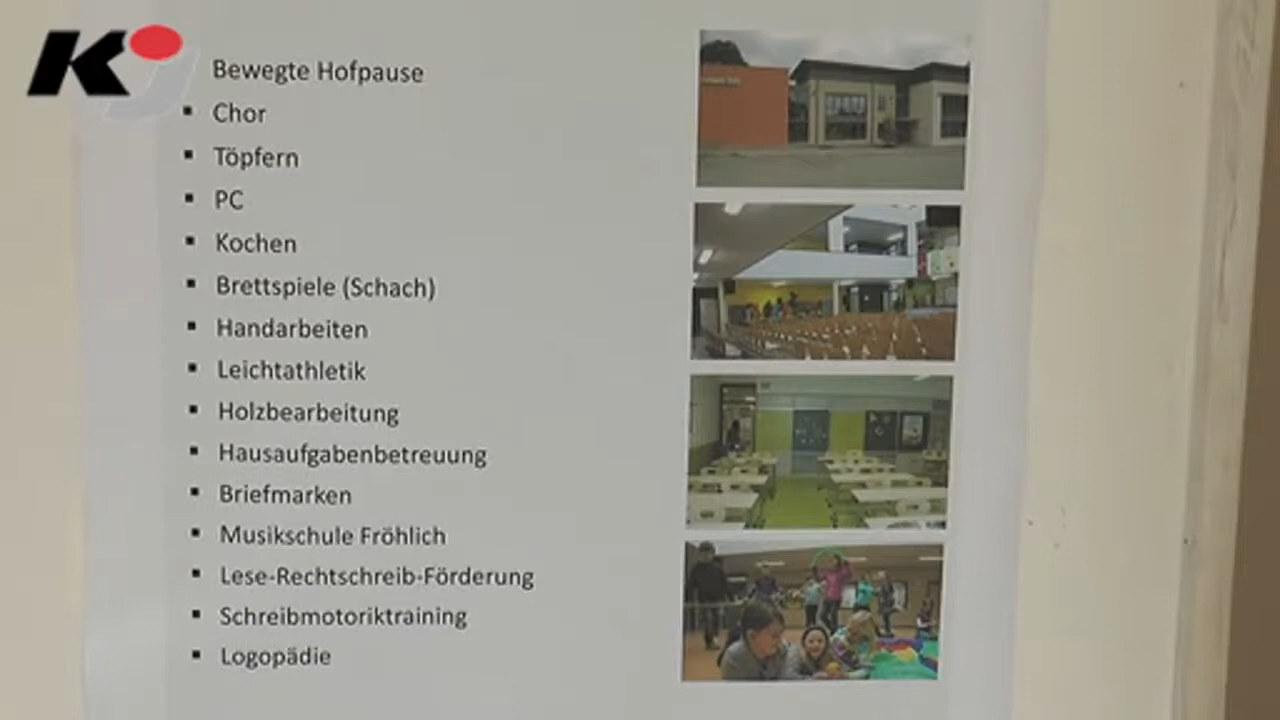 Kj
Bewegte Hofpause
▪ Chor
▪ Töpfern
▪ PC
▪ Kochen
▪ Brettspiele (Schach)
▪ Handarbeiten
▪ Leichtathletik
▪ Holzbearbeitung
▪ Hausaufgabenbetreuung
▪ Briefmarken
▪ Musikschule Fröhlich
▪ Lese-Rechtschreib-Förderung
▪ Schreibmotoriktraining
▪ Logopädie